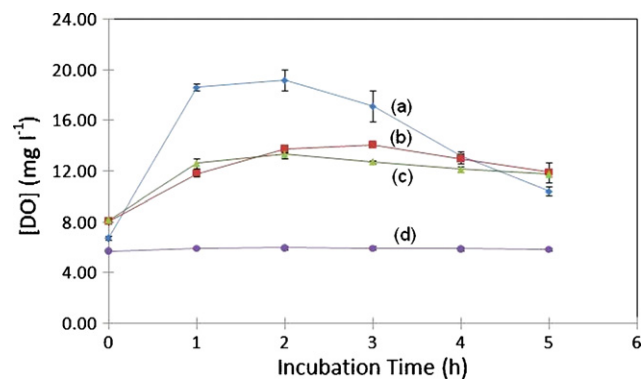 24.00
20.00
16.00
12.00
8.00
4.00
0.00
[DO] (mg l⁻¹)
(a)
(b)
(c)
(d)
0 1 2 3 4 5 6
Incubation Time (h)